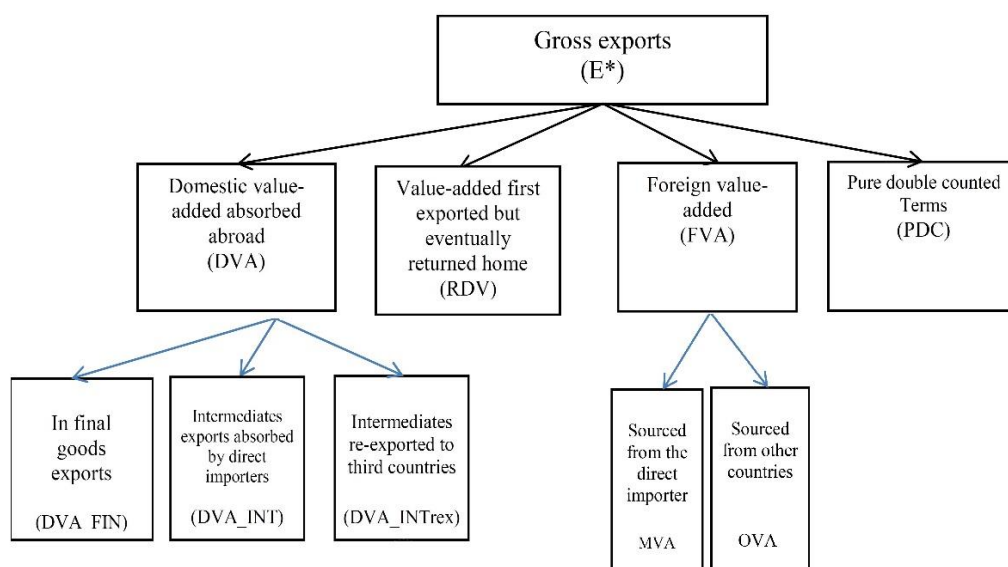 Gross exports
(E*)
Domestic value-
added absorbed
abroad
(DVA)
Value-added first
exported but
eventually
returned home
(RDV)
Foreign value-
added
(FVA)
Pure double counted
Terms
(PDC)
In final
goods
exports
(DVA_FIN)
Intermediates
exports absorbed
by direct
importers
(DVA_INT)
Intermediates
re-exported to
third countries
(DVA_INTrex)
Sourced
from the
direct
importer
MVA
Sourced
from other
countries
OVA